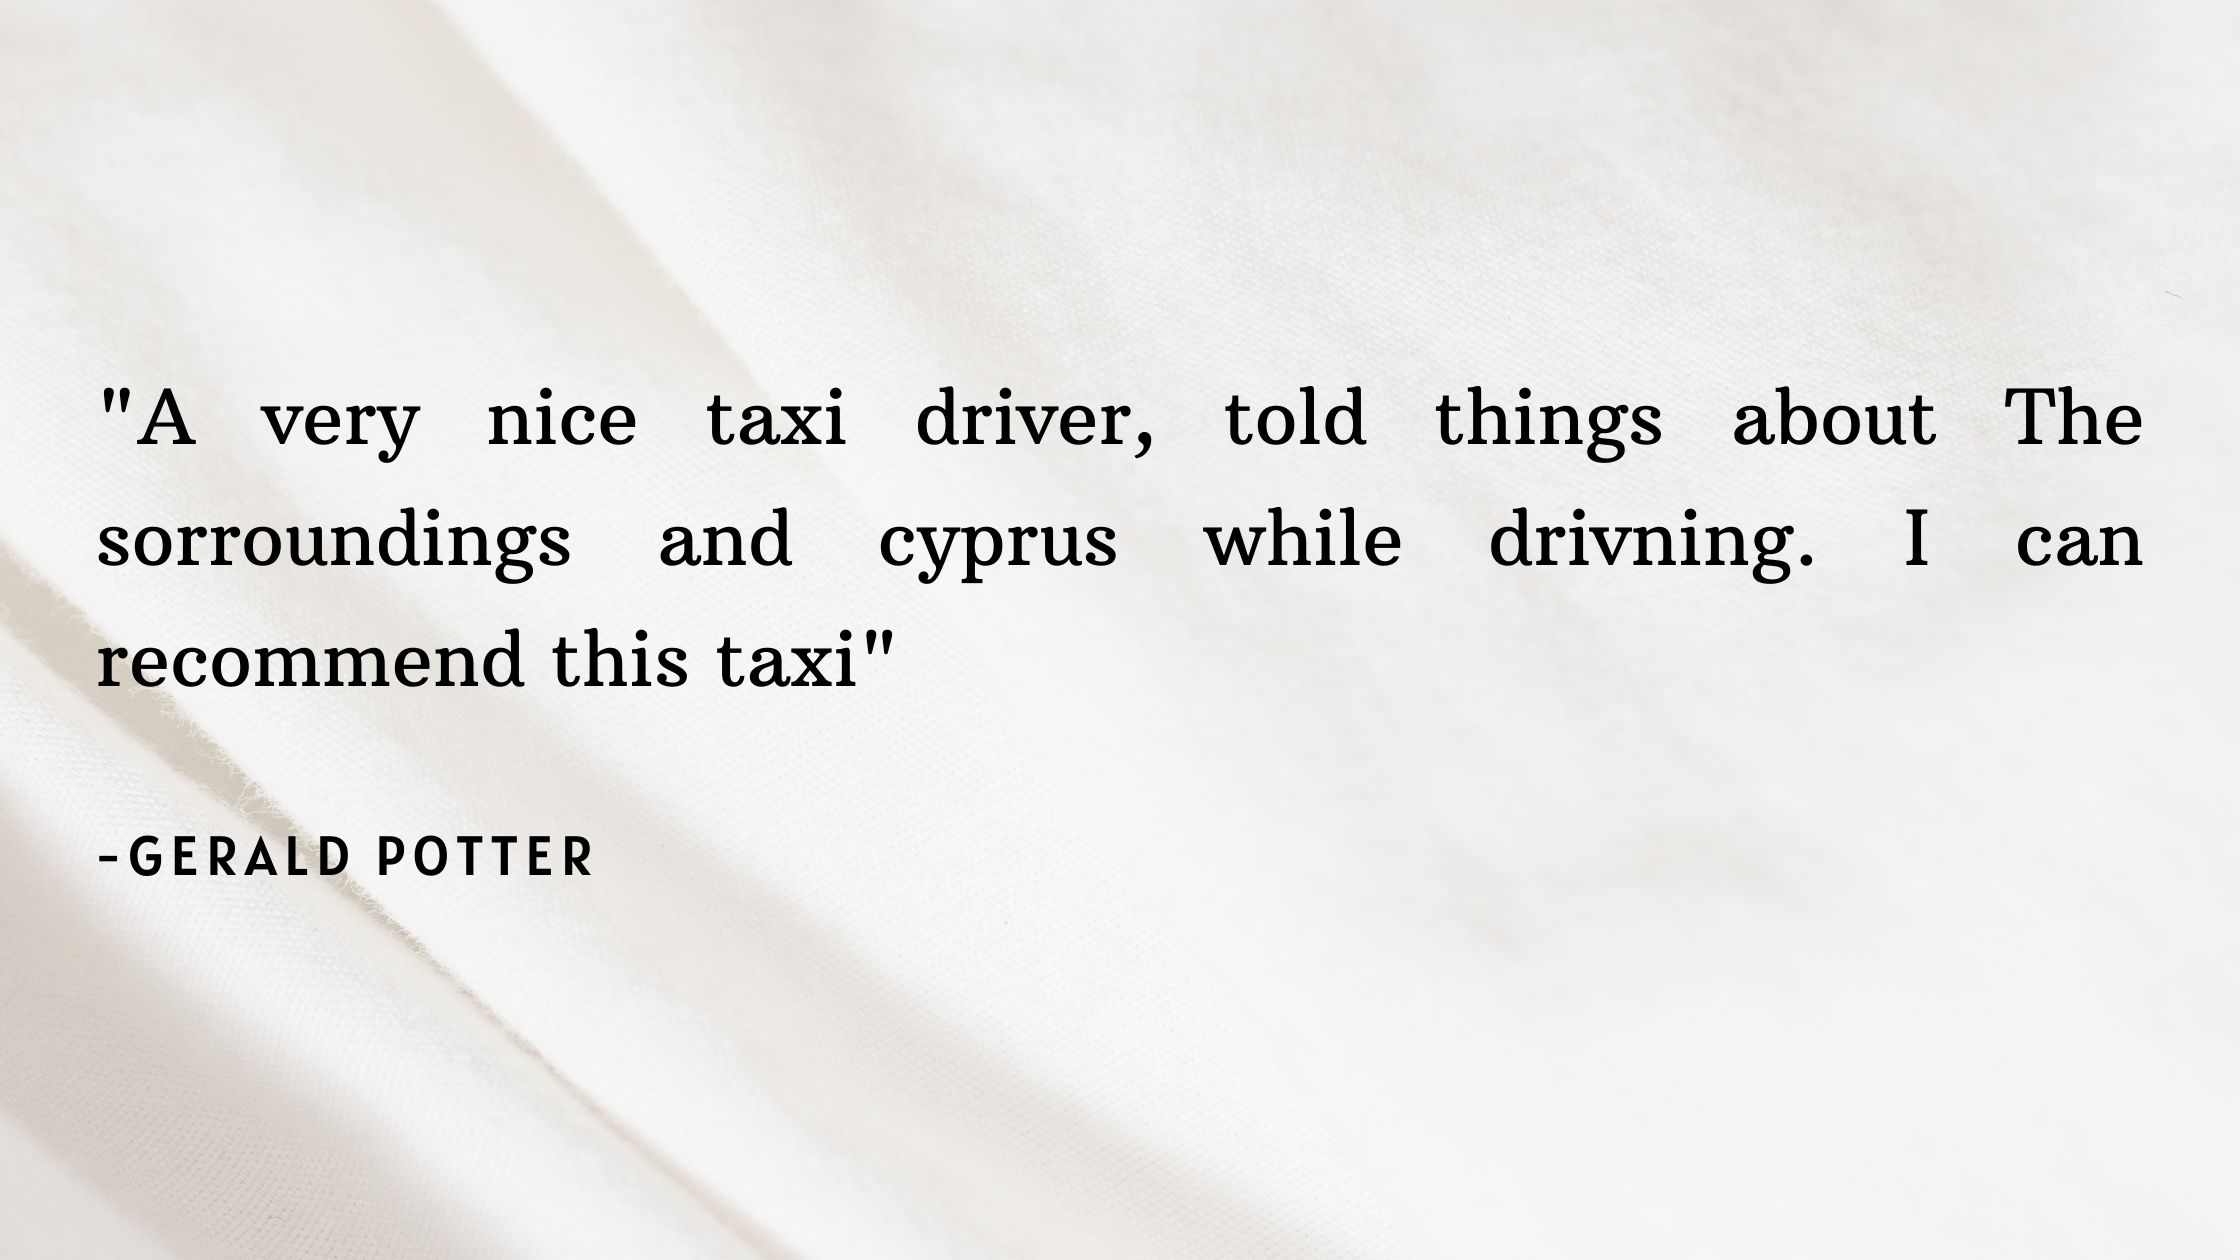 "A very nice taxi driver, told things about The
sorroundings and cyprus while drivning. I can
recommend this taxi"
-GERALD POTTER